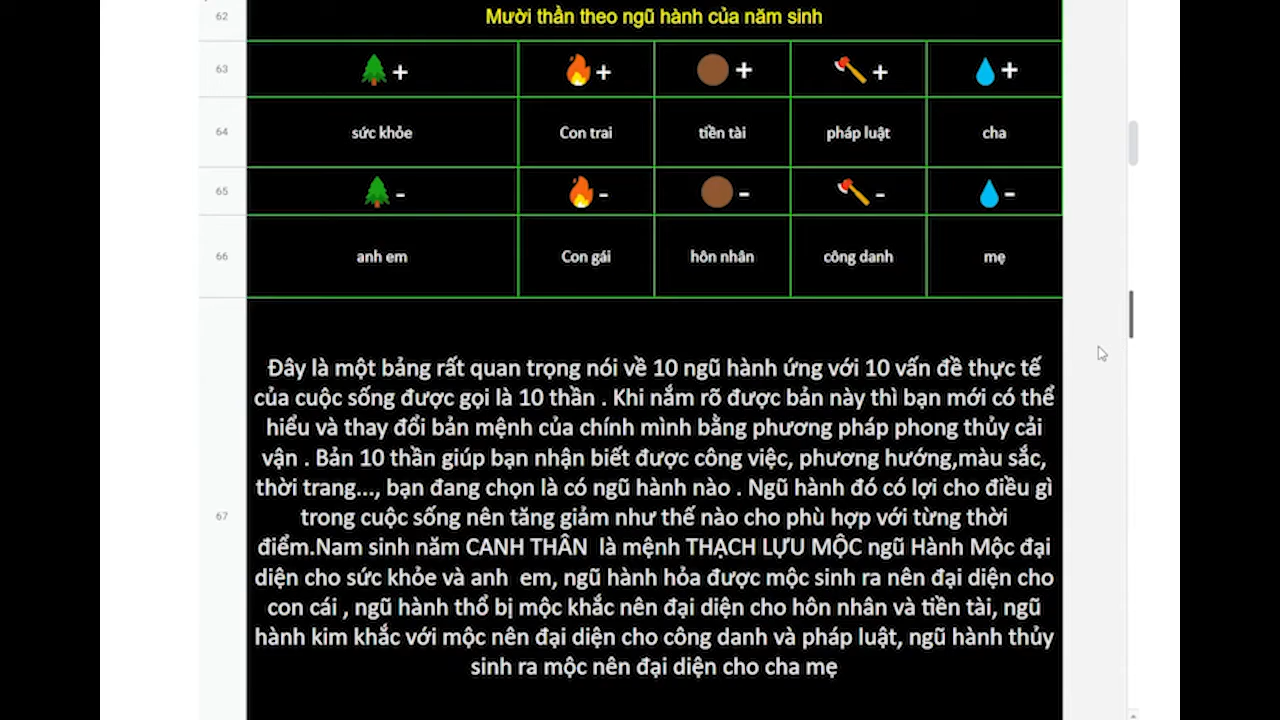 62
Mười thần theo ngũ hành của năm sinh
63
+ + + + +
64
sức khỏe Con trai tiền tài pháp luật cha
65
- - - - -
66
anh em Con gái hôn nhân công danh mẹ
Đây là một bảng rất quan trọng nói về 10 ngũ hành ứng với 10 vấn đề thực tế
của cuộc sống được gọi là 10 thần . Khi nắm rõ được bản này thì bạn mới có thể
hiểu và thay đổi bản mệnh của chính mình bằng phương pháp phong thủy cải
vận . Bản 10 thần giúp bạn nhận biết được công việc, phương hướng,màu sắc,
thời trang..., bạn đang chọn là có ngũ hành nào . Ngũ hành đó có lợi cho điều gì
67
trong cuộc sống nên tăng giảm như thế nào cho phù hợp với từng thời
điểm.Nam sinh năm CANH THÂN là mệnh THẠCH LỰU MỘC ngũ Hành Mộc đại
diện cho sức khỏe và anh em, ngũ hành hỏa được mộc sinh ra nên đại diện cho
con cái , ngũ hành thổ bị mộc khắc nên đại diện cho hôn nhân và tiền tài, ngũ
hành kim khắc với mộc nên đại diện cho công danh và pháp luật, ngũ hành thủy
sinh ra mộc nên đại diện cho cha mẹ